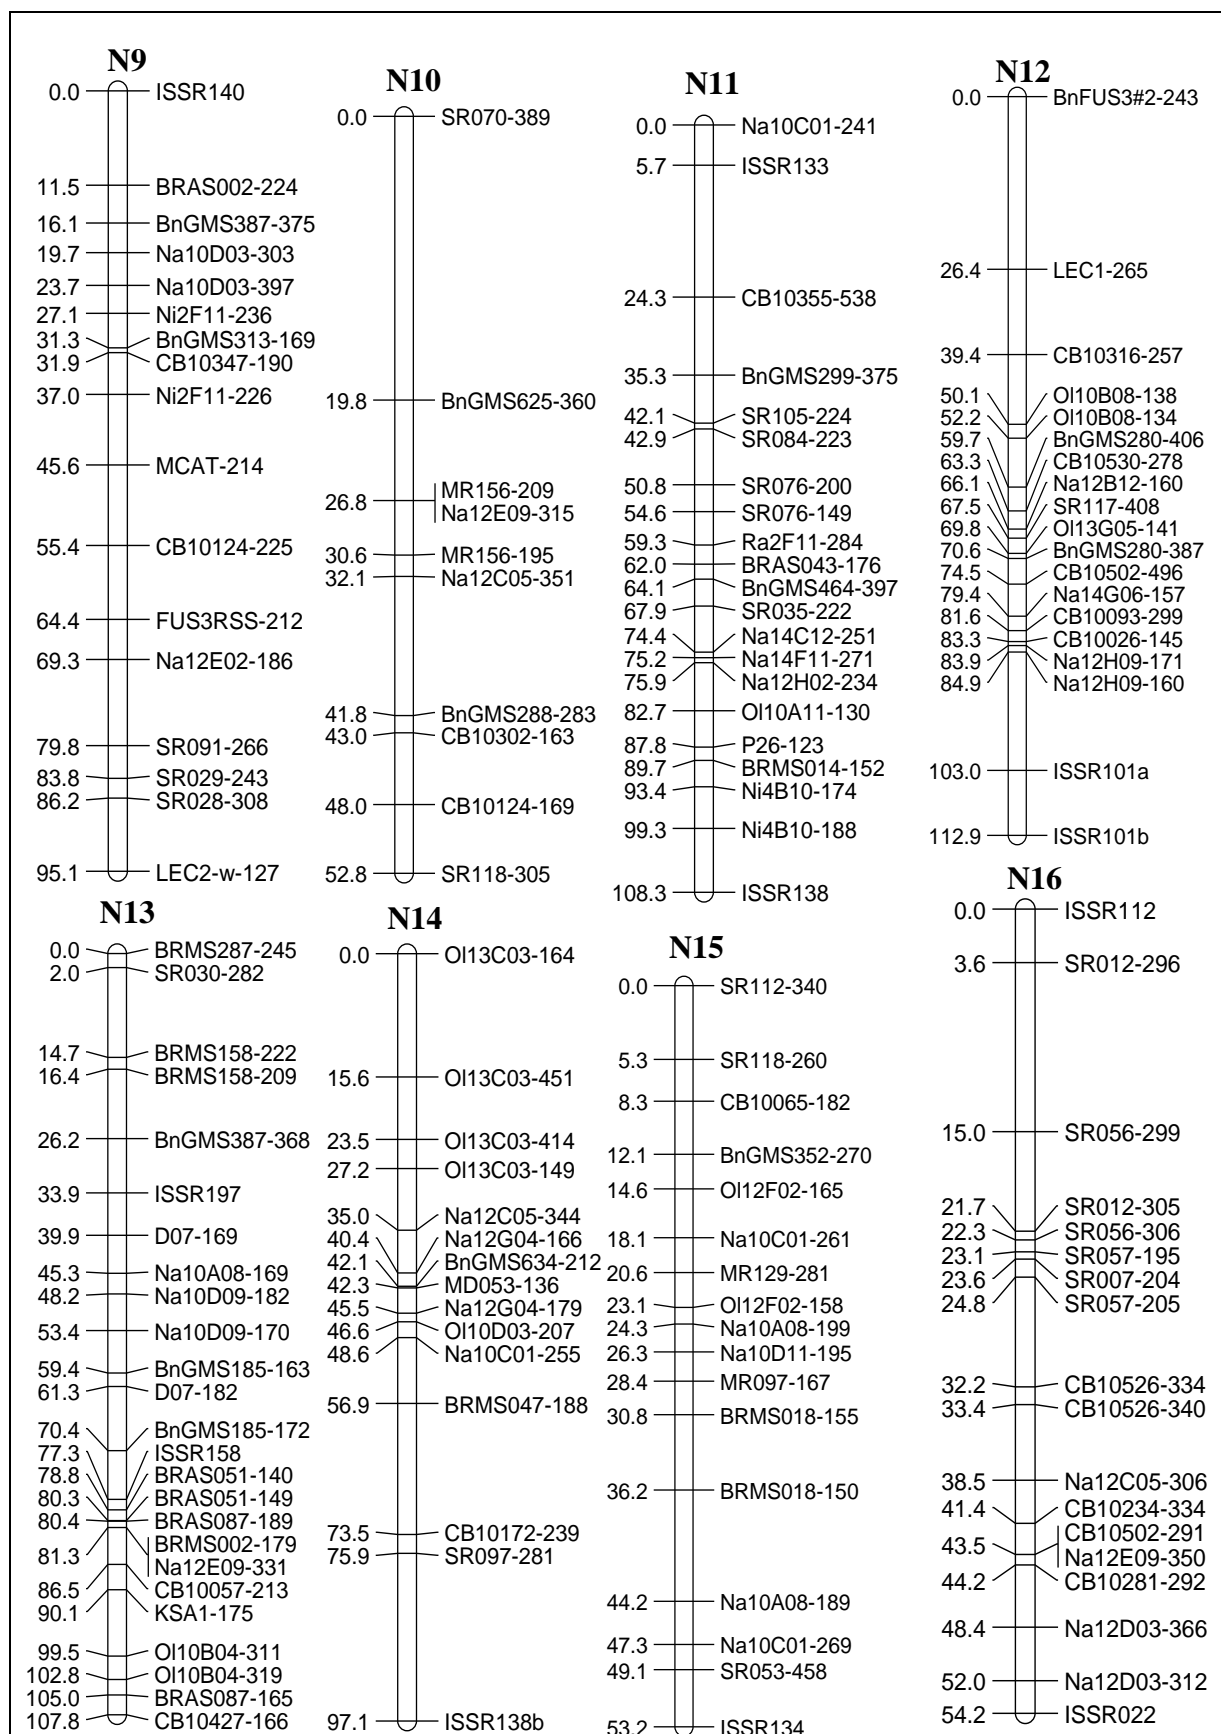 N9
0.0 ISSR140
11.5 BRAS002-224
16.1 BnGMS387-375
19.7 Na10D03-303
23.7 Na10D03-397
27.1 Ni2F11-236
31.3 BnGMS313-169
31.9 CB10347-190
37.0 Ni2F11-226
45.6 MCAT-214
55.4 CB10124-225
64.4 FUS3RSS-212
69.3 Na12E02-186
79.8 SR091-266
83.8 SR029-243
86.2 SR028-308
95.1 LEC2-w-127
N10
0.0 SR070-389
19.8 BnGMS625-360
26.8 MR156-209
Na12E09-315
30.6 MR156-195
32.1 Na12C05-351
41.8 BnGMS288-283
43.0 CB10302-163
48.0 CB10124-169
52.8 SR118-305
N11
0.0 Na10C01-241
5.7 ISSR133
24.3 CB10355-538
35.3 BnGMS299-375
42.1 SR105-224
42.9 SR084-223
50.8 SR076-200
54.6 SR076-149
59.3 Ra2F11-284
62.0 BRAS043-176
64.1 BnGMS464-397
67.9 SR035-222
74.4 Na14C12-251
75.2 Na14F11-271
75.9 Na12H02-234
82.7 Ol10A11-130
87.8 P26-123
89.7 BRMS014-152
93.4 Ni4B10-174
99.3 Ni4B10-188
108.3 ISSR138
N12
0.0 BnFUS3#2-243
26.4 LEC1-265
39.4 CB10316-257
50.1 Ol10B08-138
52.2 Ol10B08-134
59.7 BnGMS280-406
63.3 CB10530-278
66.1 Na12B12-160
67.5 SR117-408
69.8 Ol13G05-141
70.6 BnGMS280-387
74.5 CB10502-496
79.4 Na14G06-157
81.6 CB10093-299
83.3 CB10026-145
83.9 Na12H09-171
84.9 Na12H09-160
103.0 ISSR101a
112.9 ISSR101b
N13
0.0 BRMS287-245
2.0 SR030-282
14.7 BRMS158-222
16.4 BRMS158-209
26.2 BnGMS387-368
33.9 ISSR197
39.9 D07-169
45.3 Na10A08-169
48.2 Na10D09-182
53.4 Na10D09-170
59.4 BnGMS185-163
61.3 D07-182
70.4 BnGMS185-172
77.3 ISSR158
78.8 BRAS051-140
80.3 BRAS051-149
80.4 BRAS087-189
81.3 BRMS002-179
Na12E09-331
86.5 CB10057-213
90.1 KSA1-175
99.5 Ol10B04-311
102.8 Ol10B04-319
105.0 BRAS087-165
107.8 CB10427-166
N14
0.0 Ol13C03-164
15.6 Ol13C03-451
23.5 Ol13C03-414
27.2 Ol13C03-149
35.0 Na12C05-344
40.4 Na12G04-166
42.1 BnGMS634-212
42.3 MD053-136
45.5 Na12G04-179
46.6 Ol10D03-207
48.6 Na10C01-255
56.9 BRMS047-188
73.5 CB10172-239
75.9 SR097-281
97.1 ISSR138b
N15
0.0 SR112-340
5.3 SR118-260
8.3 CB10065-182
12.1 BnGMS352-270
14.6 Ol12F02-165
18.1 Na10C01-261
20.6 MR129-281
23.1 Ol12F02-158
24.3 Na10A08-199
26.3 Na10D11-195
28.4 MR097-167
30.8 BRMS018-155
36.2 BRMS018-150
44.2 Na10A08-189
47.3 Na10C01-269
49.1 SR053-458
53.2 ISSR134
N16
0.0 ISSR112
3.6 SR012-296
15.0 SR056-299
21.7 SR012-305
22.3 SR056-306
23.1 SR057-195
23.6 SR007-204
24.8 SR057-205
32.2 CB10526-334
33.4 CB10526-340
38.5 Na12C05-306
41.4 CB10234-334
43.5 CB10502-291
Na12E09-350
44.2 CB10281-292
48.4 Na12D03-366
52.0 Na12D03-312
54.2 ISSR022